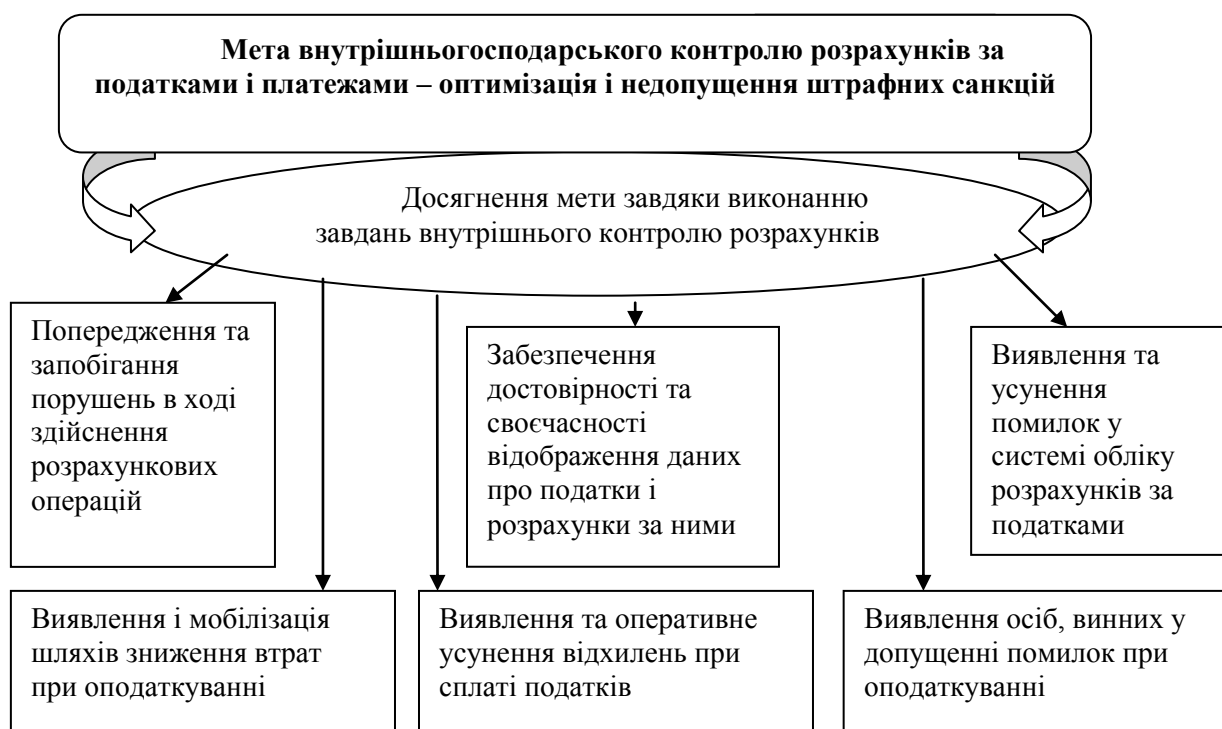 Мета внутрішньогосподарського контролю розрахунків за
податками і платежами – оптимізація і недопущення штрафних санкцій
Досягнення мети завдяки виконанню
завдань внутрішнього контролю розрахунків
Попередження та
запобігання
порушень в ході
здійснення
розрахункових
операцій
Забезпечення
достовірності та
своєчасності
відображення даних
про податки і
розрахунки за ними
Виявлення та
усунення
помилок у
системі обліку
розрахунків за
податками
Виявлення і мобілізація
шляхів зниження втрат
при оподаткуванні
Виявлення та оперативне
усунення відхилень при
сплаті податків
Виявлення осіб, винних у
допущенні помилок при
оподаткуванні